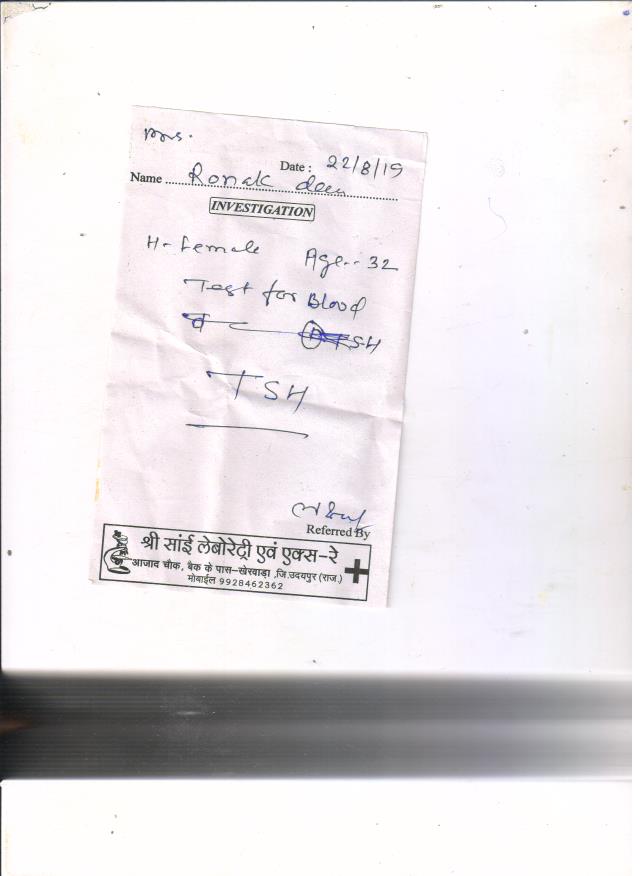 Mrs.
Date : 22/8/19
Name Ronak
INVESTIGATION
H- Female Age-- 32
Test for Blood
TSH
Referred By
श्री सांई लेबोरेट्री एवं एक्स-रे
आजाद चौक, बैक के पास-खेरवाड़ा ,जि.उदयपुर (राज.)
मोबाईल 9928462362